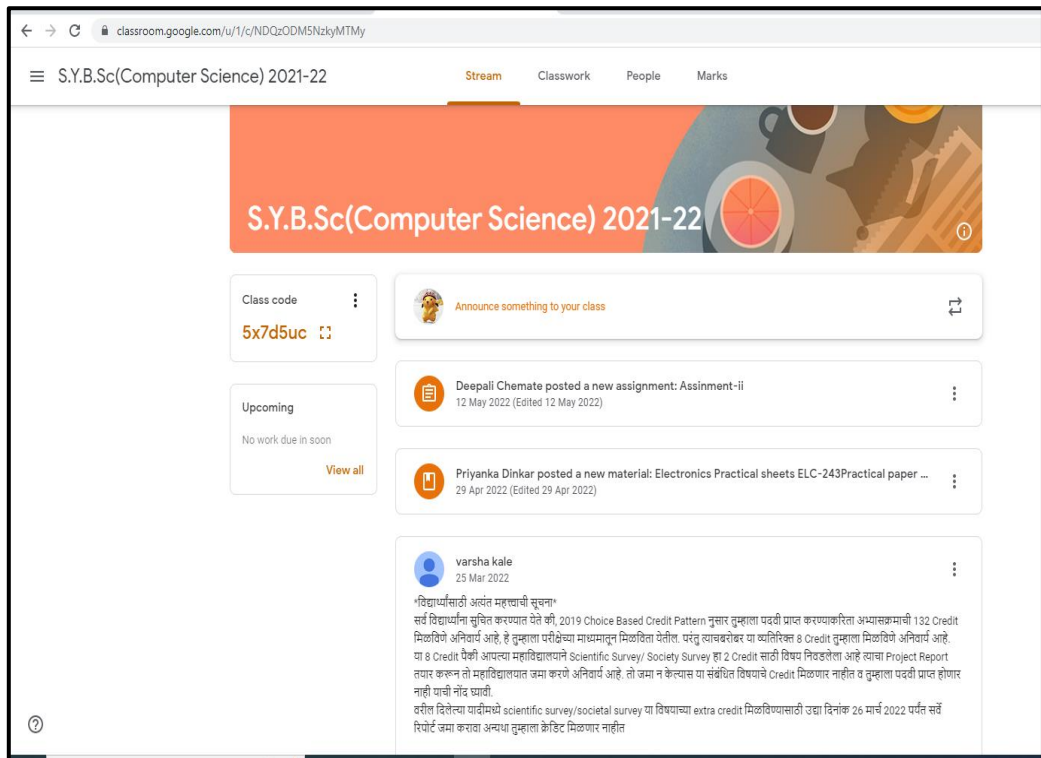 classroom.google.com/u/1/c/NDQzODM5NzkyMTMy
S.Y.B.Sc(Computer Science) 2021-22
Stream Classwork People Marks
S.Y.B.Sc(Computer Science) 2021-22
Class code
5x7d5uc
Announce something to your class
Upcoming
No work due in soon
View all
Deepali Chemate posted a new assignment: Assinment-ii
12 May 2022 (Edited 12 May 2022)
Priyanka Dinkar posted a new material: Electronics Practical sheets ELC-243Practical paper ...
29 Apr 2022 (Edited 29 Apr 2022)
varsha kale
25 Mar 2022
*विद्यार्थ्यांसाठी अत्यंत महत्त्वाची सूचना*
सर्व विद्यार्थ्यांना सुचित करण्यात येते की, 2019 Choice Based Credit Pattern नुसार तुम्हाला पदवी प्राप्त करण्याकरिता अभ्यासक्रमाची 132 Credit
मिळविणे अनिवार्य आहे, हे तुम्हाला परीक्षेच्या माध्यमातून मिळविता येतील. परंतु त्याचबरोबर या व्यतिरिक्त 8 Credit तुम्हाला मिळविणे अनिवार्य आहे.
या 8 Credit पैकी आपल्या महाविद्यालयाने Scientific Survey/ Society Survey हा 2 Credit साठी विषय निवडलेला आहे त्याचा Project Report
तयार करून तो महाविद्यालयात जमा करणे अनिवार्य आहे. तो जमा न केल्यास या संबंधित विषयाचे Credit मिळणार नाहीत व तुम्हाला पदवी प्राप्त होणार
नाही याची नोंद घ्यावी.
वरील दिलेल्या यादीमध्ये scientific survey/societal survey या विषयाच्या extra credit मिळविण्यासाठी उद्या दिनांक 26 मार्च 2022 पर्यंत सर्वे
रिपोर्ट जमा करावा अन्यथा तुम्हाला क्रेडिट मिळणार नाहीत